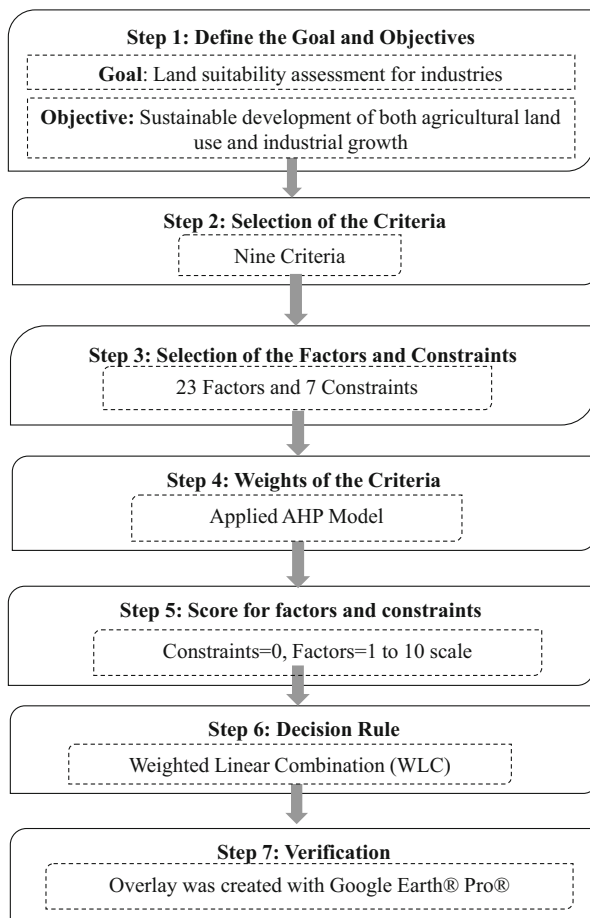 Step 1: Define the Goal and Objectives
Goal: Land suitability assessment for industries
Objective: Sustainable development of both agricultural land
use and industrial growth
Step 2: Selection of the Criteria
Nine Criteria
Step 3: Selection of the Factors and Constraints
23 Factors and 7 Constraints
Step 4: Weights of the Criteria
Applied AHP Model
Step 5: Score for factors and constraints
Constraints=0, Factors=1 to 10 scale
Step 6: Decision Rule
Weighted Linear Combination (WLC)
Step 7: Verification
Overlay was created with Google Earth® Pro®